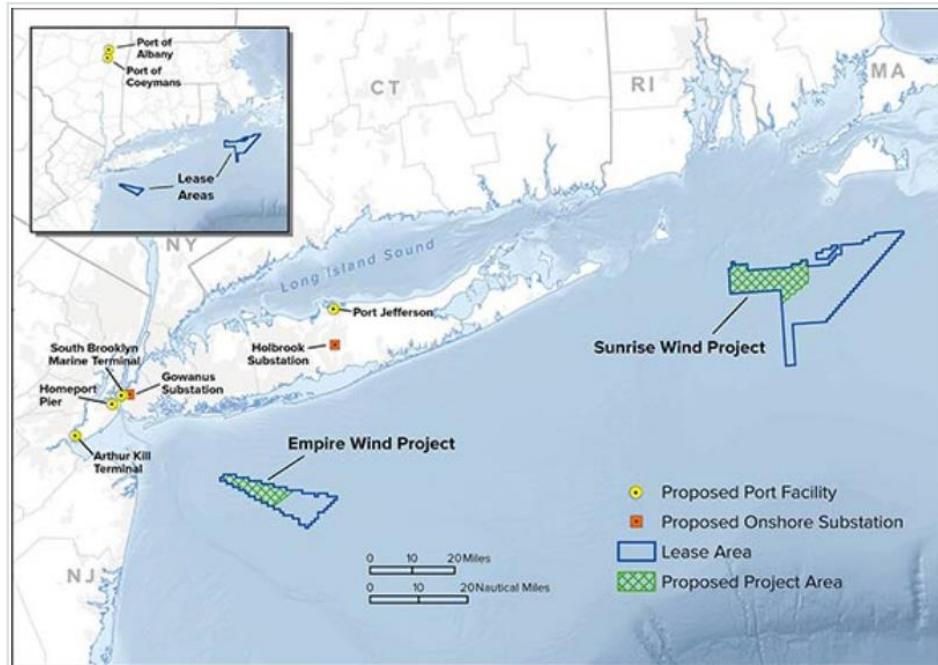 Port of
Albany
Port of
Coeymans
Lease
Areas
CT
RI
MA
NY
Long Island Sound
Port Jefferson
Holbrook
Substation
South Brooklyn
Marine Terminal
Gowanus
Substation
Homeport
Pier
Arthur Kill
Terminal
Sunrise Wind Project
Empire Wind Project
NJ
0 10 20 Miles
0 10 20 Nautical Miles
Proposed Port Facility
Proposed Onshore Substation
Lease Area
Proposed Project Area